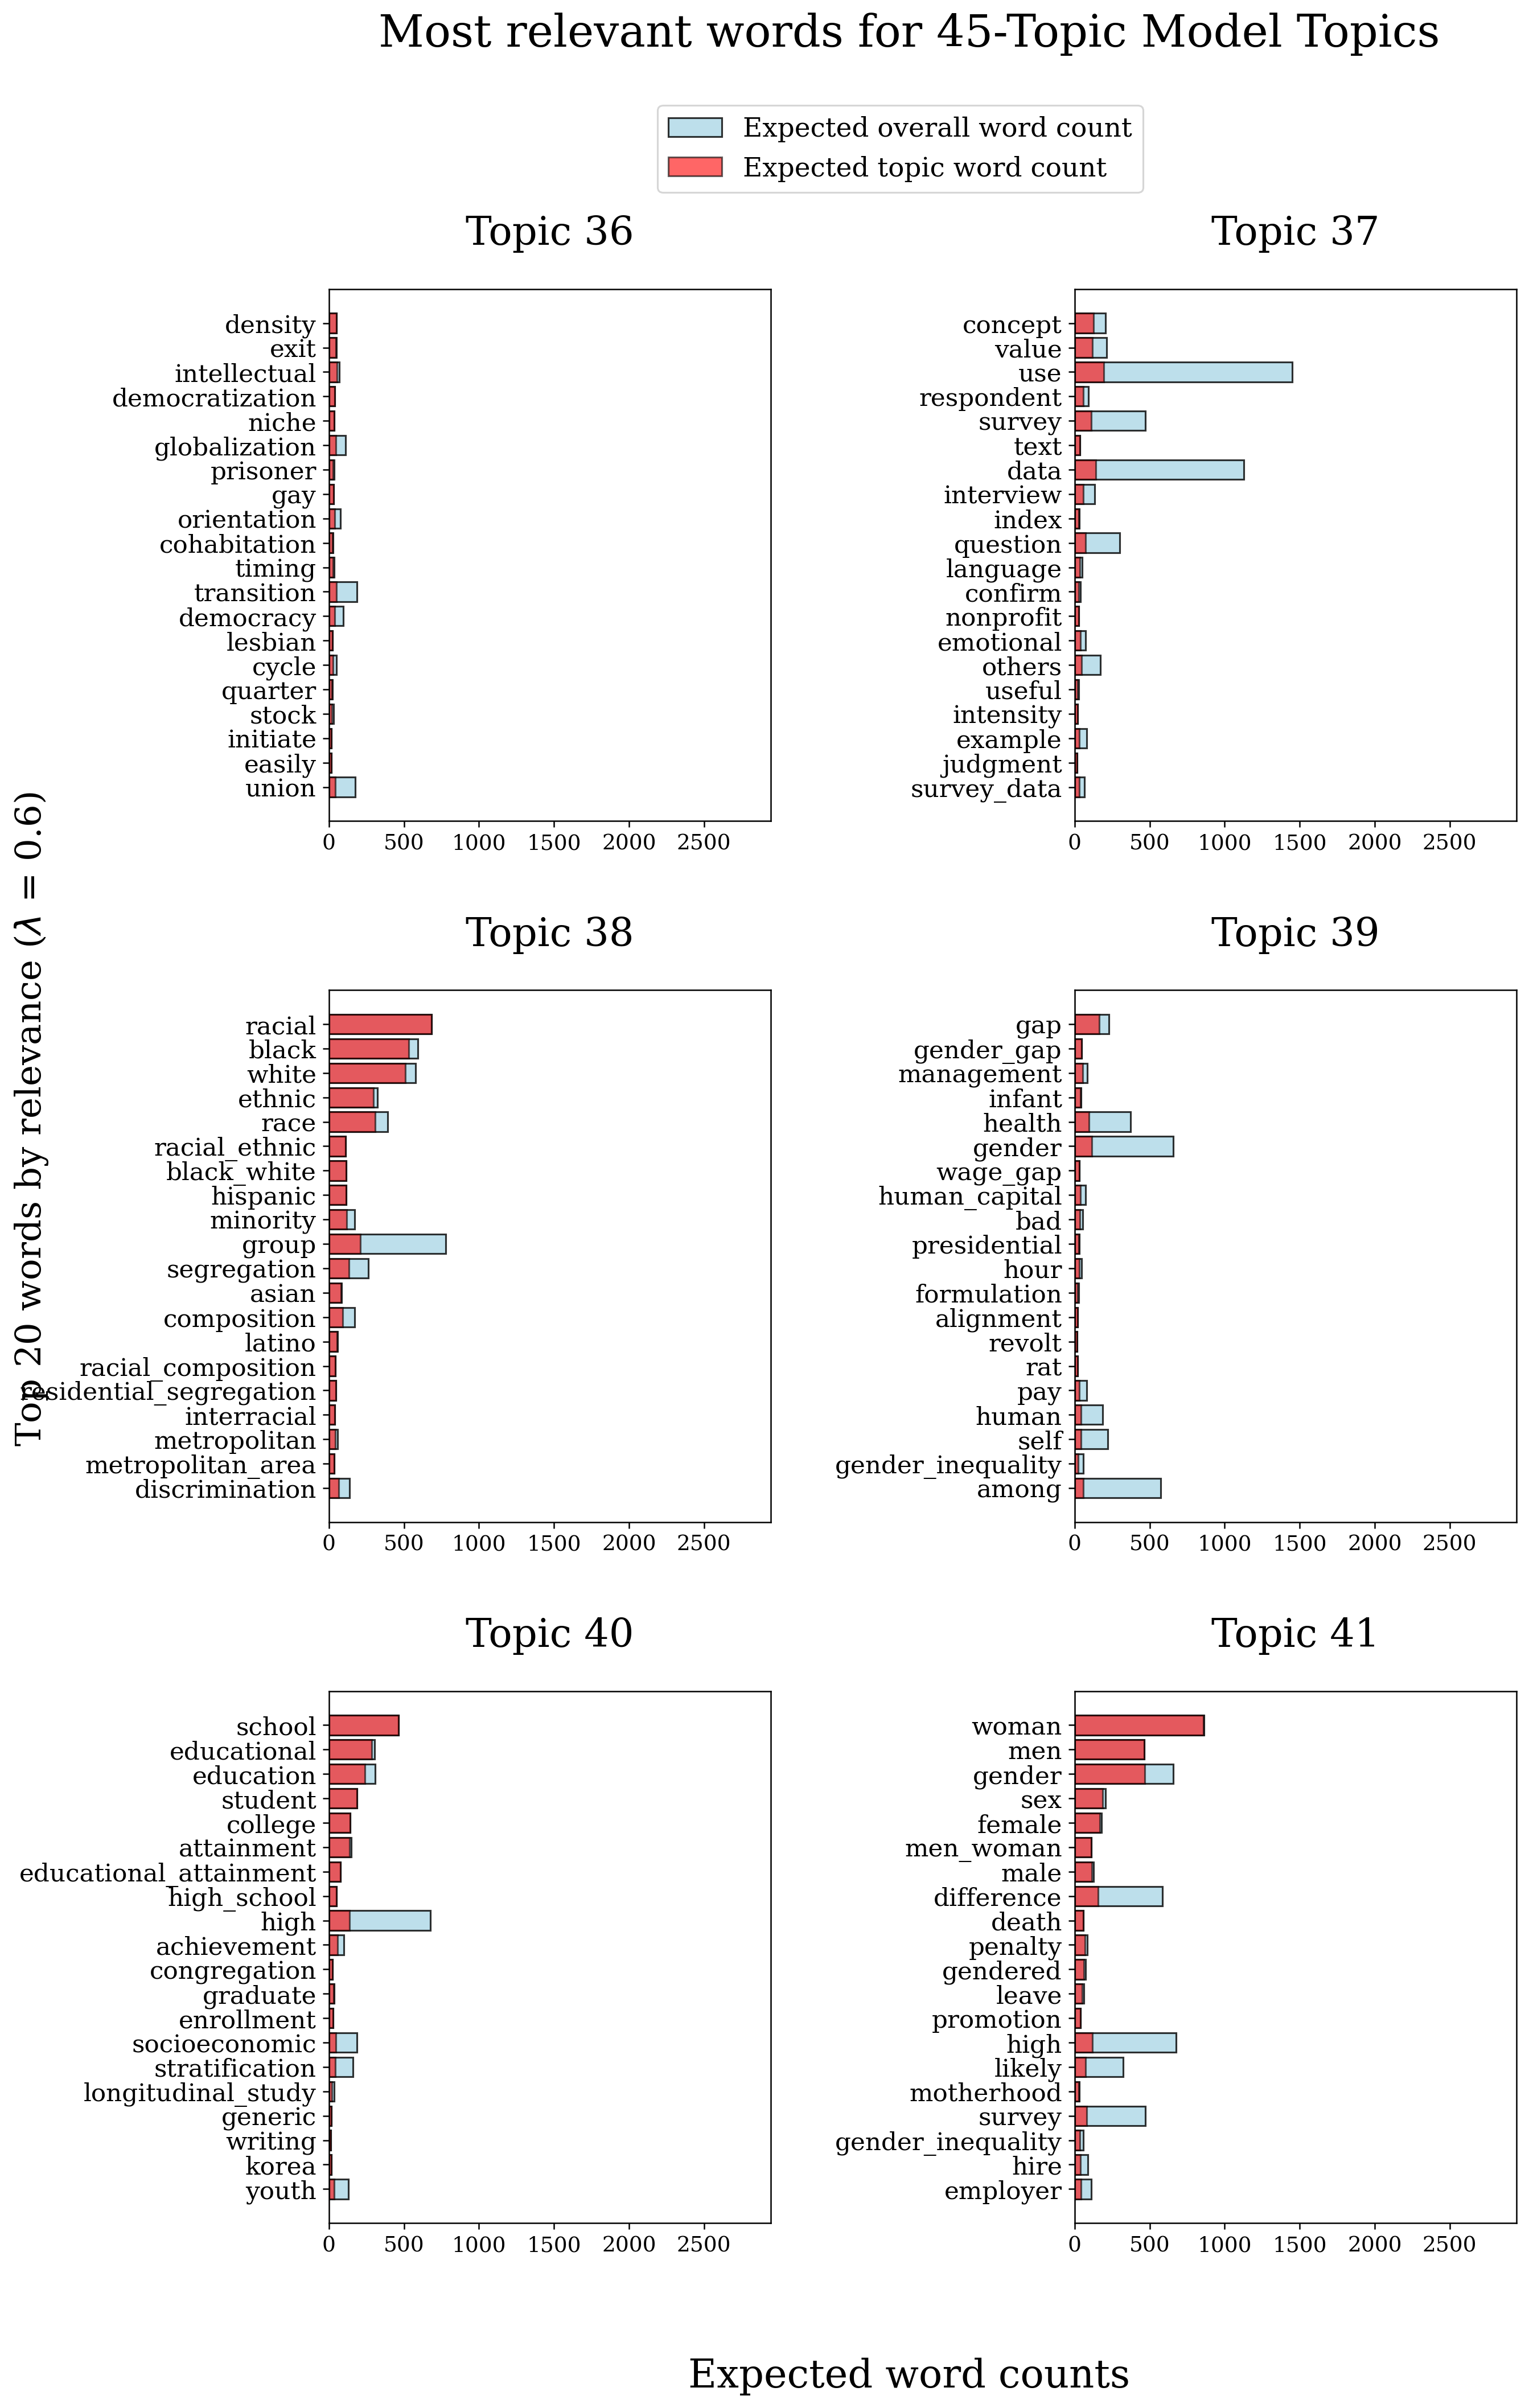 Most relevant words for 45-Topic Model Topics
Expected overall word count
Expected topic word count
Top 20 words by relevance (λ = 0.6)
Topic 36
density
exit
intellectual
democratization
niche
globalization
prisoner
gay
orientation
cohabitation
timing
transition
democracy
lesbian
cycle
quarter
stock
initiate
easily
union
0 500 1000 1500 2000 2500
Topic 37
concept
value
use
respondent
survey
text
data
interview
index
question
language
confirm
nonprofit
emotional
others
useful
intensity
example
judgment
survey_data
0 500 1000 1500 2000 2500
Topic 38
racial
black
white
ethnic
race
racial_ethnic
black_white
hispanic
minority
group
segregation
asian
composition
latino
racial_composition
residential_segregation
interracial
metropolitan
metropolitan_area
discrimination
0 500 1000 1500 2000 2500
Topic 39
gap
gender_gap
management
infant
health
gender
wage_gap
human_capital
bad
presidential
hour
formulation
alignment
revolt
rat
pay
human
self
gender_inequality
among
0 500 1000 1500 2000 2500
Topic 40
school
educational
education
student
college
attainment
educational_attainment
high_school
high
achievement
congregation
graduate
enrollment
socioeconomic
stratification
longitudinal_study
generic
writing
korea
youth
0 500 1000 1500 2000 2500
Topic 41
woman
men
gender
sex
female
men_woman
male
difference
death
penalty
gendered
leave
promotion
high
likely
motherhood
survey
gender_inequality
hire
employer
0 500 1000 1500 2000 2500
Expected word counts